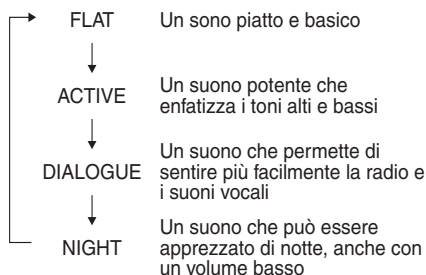 FLAT Un sono piatto e basico
ACTIVE Un suono potente che
enfatizza i toni alti e bassi
DIALOGUE Un suono che permette di
sentire più facilmente la radio e
i suoni vocali
NIGHT Un suono che può essere
apprezzato di notte, anche con
un volume basso